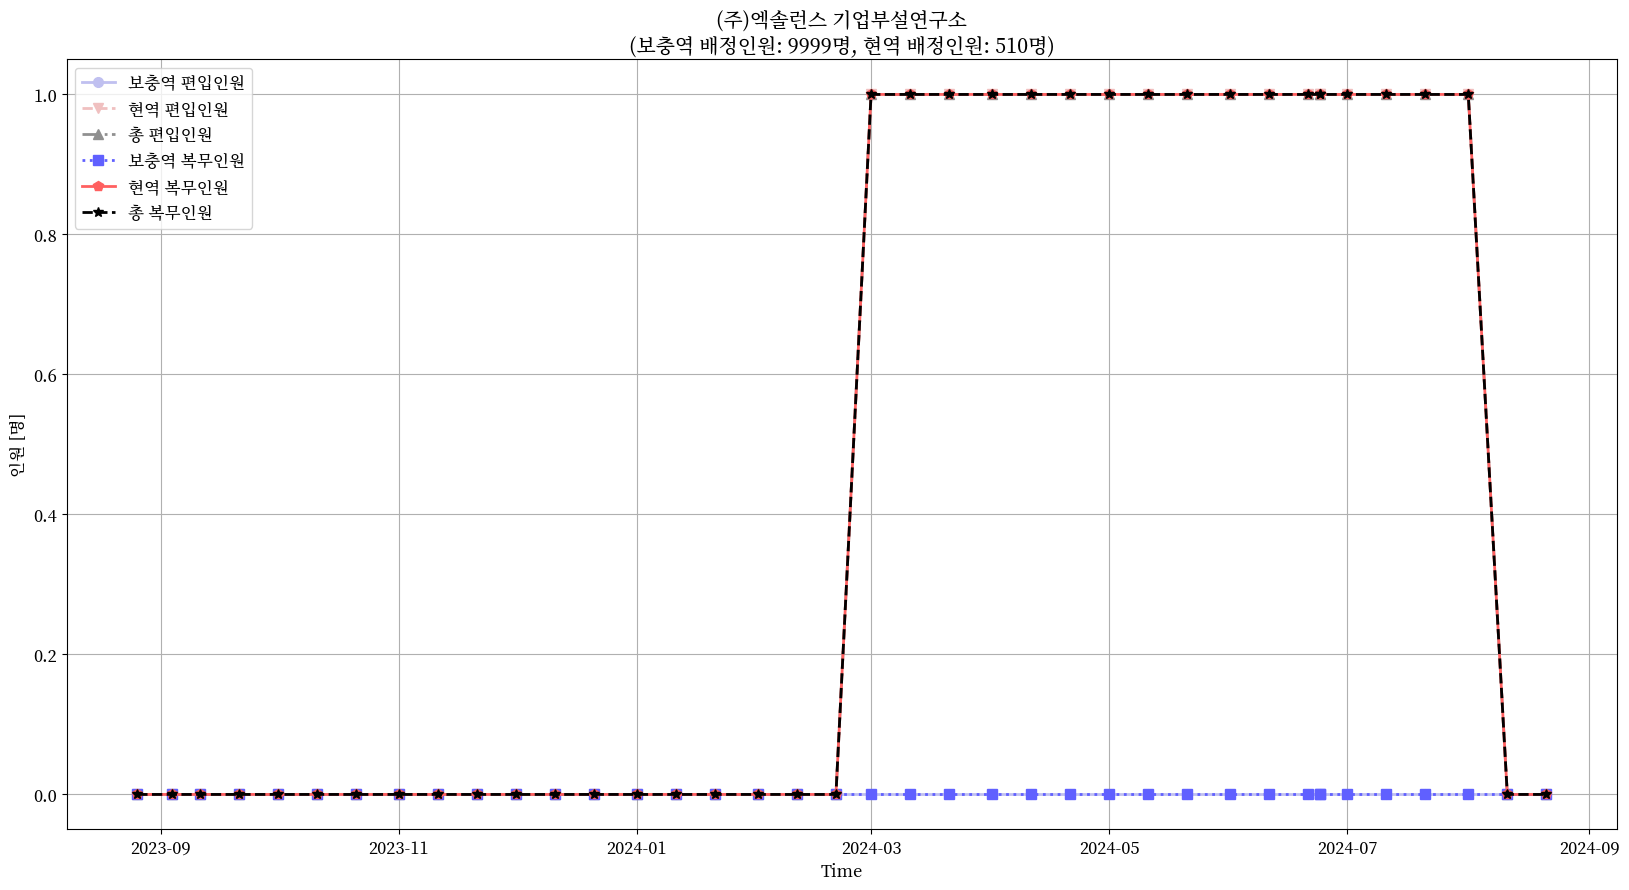 (주)엑솔런스 기업부설연구소
(보충역 배정인원: 9999명, 현역 배정인원: 510명)
보충역 편입인원
현역 편입인원
총 편입인원
보충역 복무인원
현역 복무인원
총 복무인원
1.0
0.8
0.6
0.4
0.2
0.0
인원 [명]
2023-09
2023-11
2024-01
2024-03
2024-05
2024-07
2024-09
Time